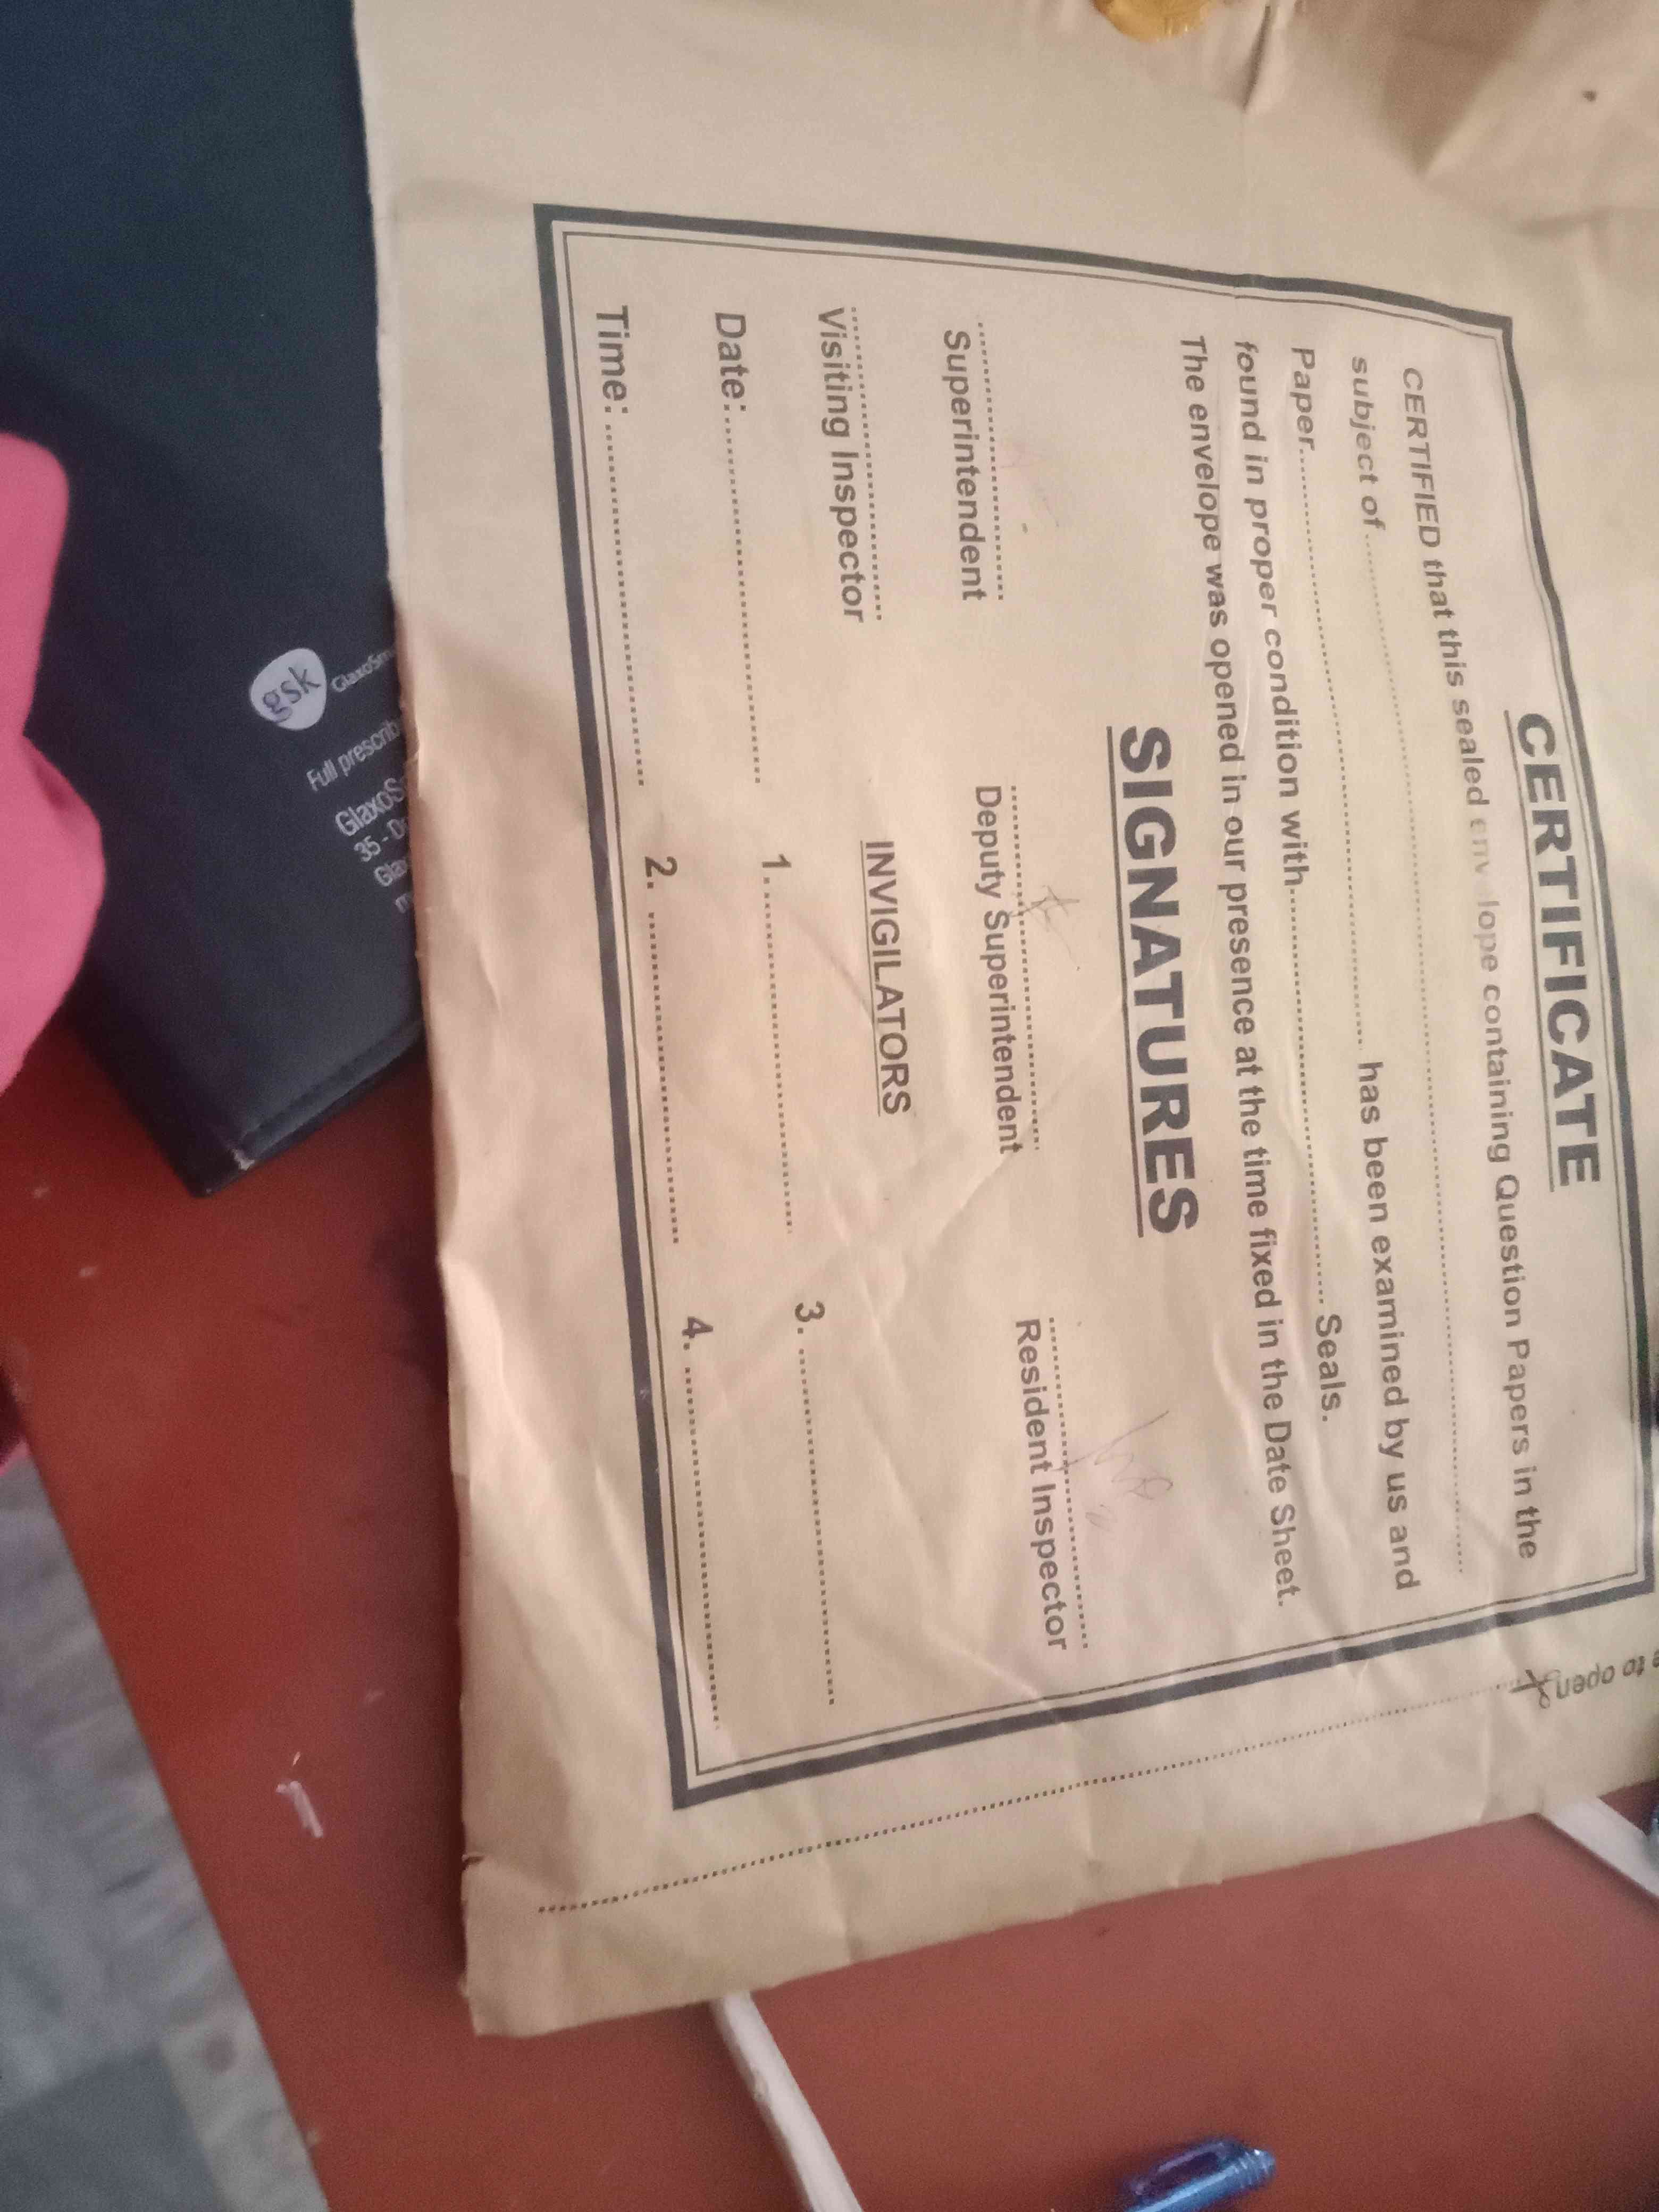 CERTIFICATE
CERTIFIED that this sealed envelope containing Question Papers in the
subject of
Paper has been examined by us and
found in proper condition with Seals.
The envelope was opened in our presence at the time fixed in the Date Sheet.
SIGNATURES
Superintendent Deputy Superintendent Resident Inspector
Visiting Inspector
INVIGILATORS
Date: 1. 3.
Time: 2. 4.
to open
gsk
Full
35 -